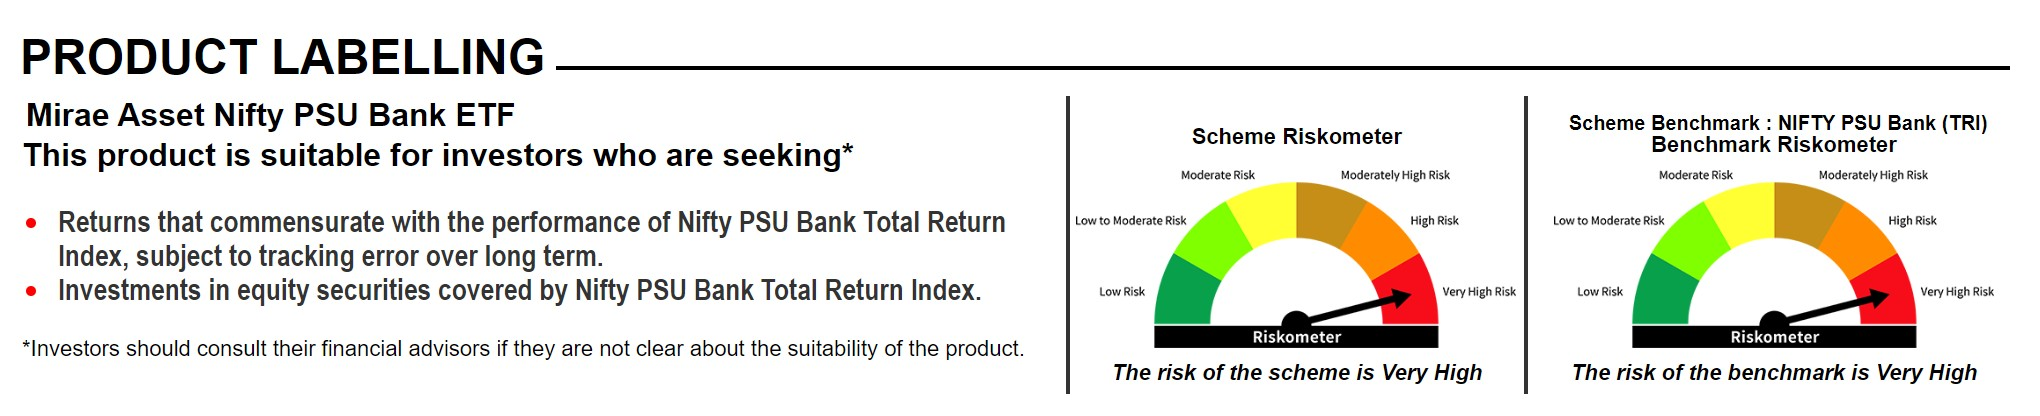 PRODUCT LABELLING
Mirae Asset Nifty PSU Bank ETF
This product is suitable for investors who are seeking*
Returns that commensurate with the performance of Nifty PSU Bank Total Return
Index, subject to tracking error over long term.
Investments in equity securities covered by Nifty PSU Bank Total Return Index.
*Investors should consult their financial advisors if they are not clear about the suitability of the product.
Scheme Riskometer
Moderate Risk
Moderately High Risk
Low to Moderate Risk
High Risk
Low Risk
Very High Risk
Riskometer
The risk of the scheme is Very High
Scheme Benchmark : NIFTY PSU Bank (TRI)
Benchmark Riskometer
Moderate Risk
Moderately High Risk
Low to Moderate Risk
High Risk
Low Risk
Very High Risk
Riskometer
The risk of the benchmark is Very High